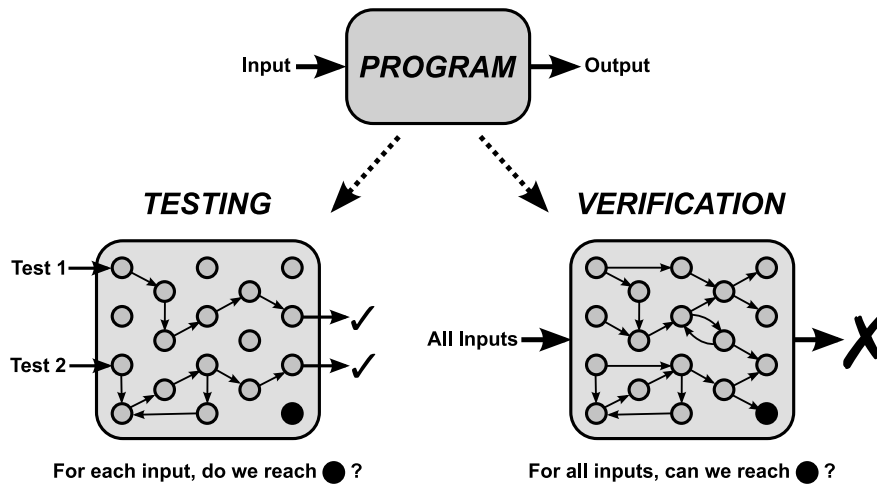 Input
PROGRAM
Output
TESTING
VERIFICATION
Test 1
Test 2
All Inputs
For each input, do we reach ● ?
For all inputs, can we reach ● ?